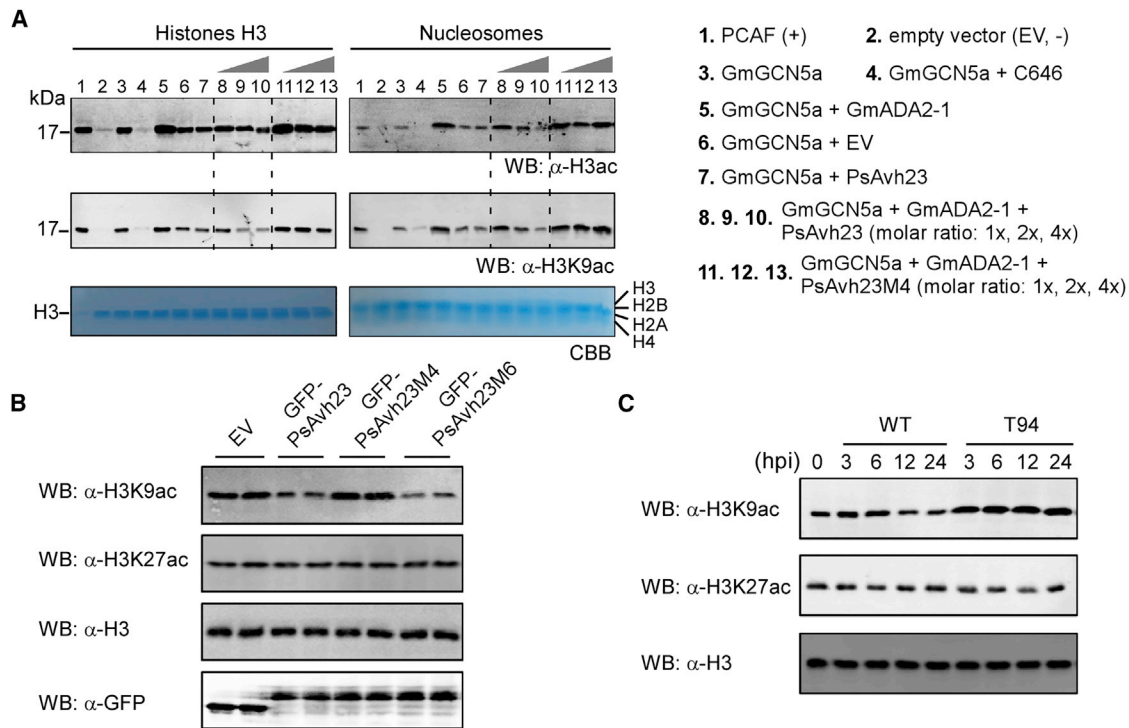 A
Histones H3
Nucleosomes
kDa
1 2 3 4 5 6 7 8 9 10 11 12 13
1 2 3 4 5 6 7 8 9 10 11 12 13
17
WB: α-H3ac
17
WB: α-H3K9ac
H3
H3
H2B
H2A
H4
CBB
1. PCAF (+)
2. empty vector (EV, -)
3. GmGCN5a
4. GmGCN5a + C646
5. GmGCN5a + GmADA2-1
6. GmGCN5a + EV
7. GmGCN5a + PsAvh23
8. 9. 10. GmGCN5a + GmADA2-1 +
PsAvh23 (molar ratio: 1x, 2x, 4x)
11. 12. 13. GmGCN5a + GmADA2-1 +
PsAvh23M4 (molar ratio: 1x, 2x, 4x)
B
EV
GFP-
PsAvh23
GFP-
PsAvh23M4
GFP-
PsAvh23M6
WB: α-H3K9ac
WB: α-H3K27ac
WB: α-H3
WB: α-GFP
C
WT
T94
(hpi) 0 3 6 12 24 3 6 12 24
WB: α-H3K9ac
WB: α-H3K27ac
WB: α-H3